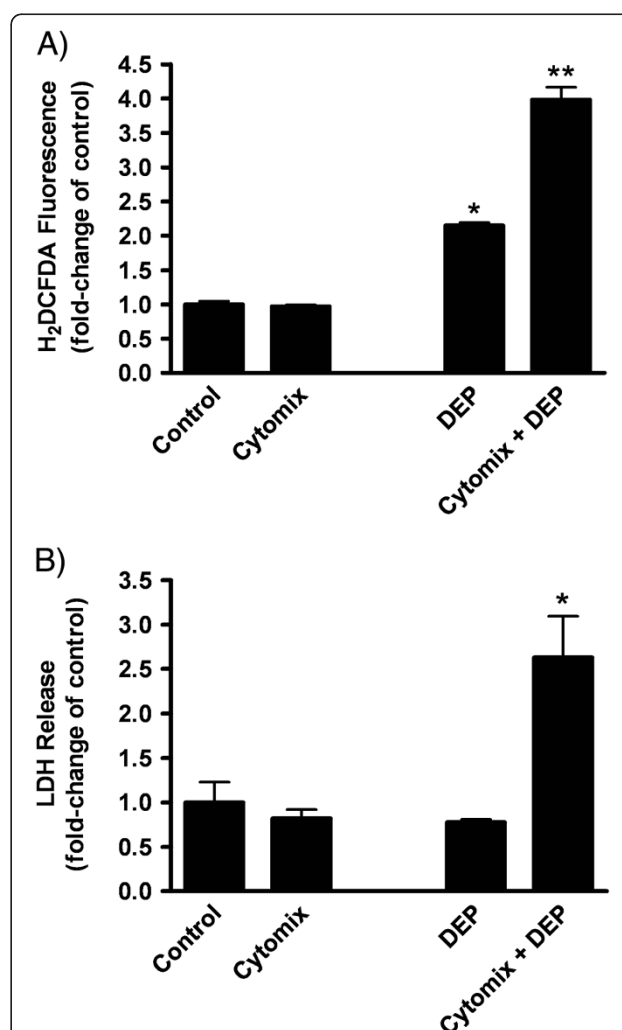 A)
H₂DCFDA Fluorescence
(fold-change of control)
4.5
4.0
3.5
3.0
2.5
2.0
1.5
1.0
0.5
0.0
*
**
Control
Cytomix
DEP
Cytomix + DEP
B)
LDH Release
(fold-change of control)
3.5
3.0
2.5
2.0
1.5
1.0
0.5
0.0
*
Control
Cytomix
DEP
Cytomix + DEP